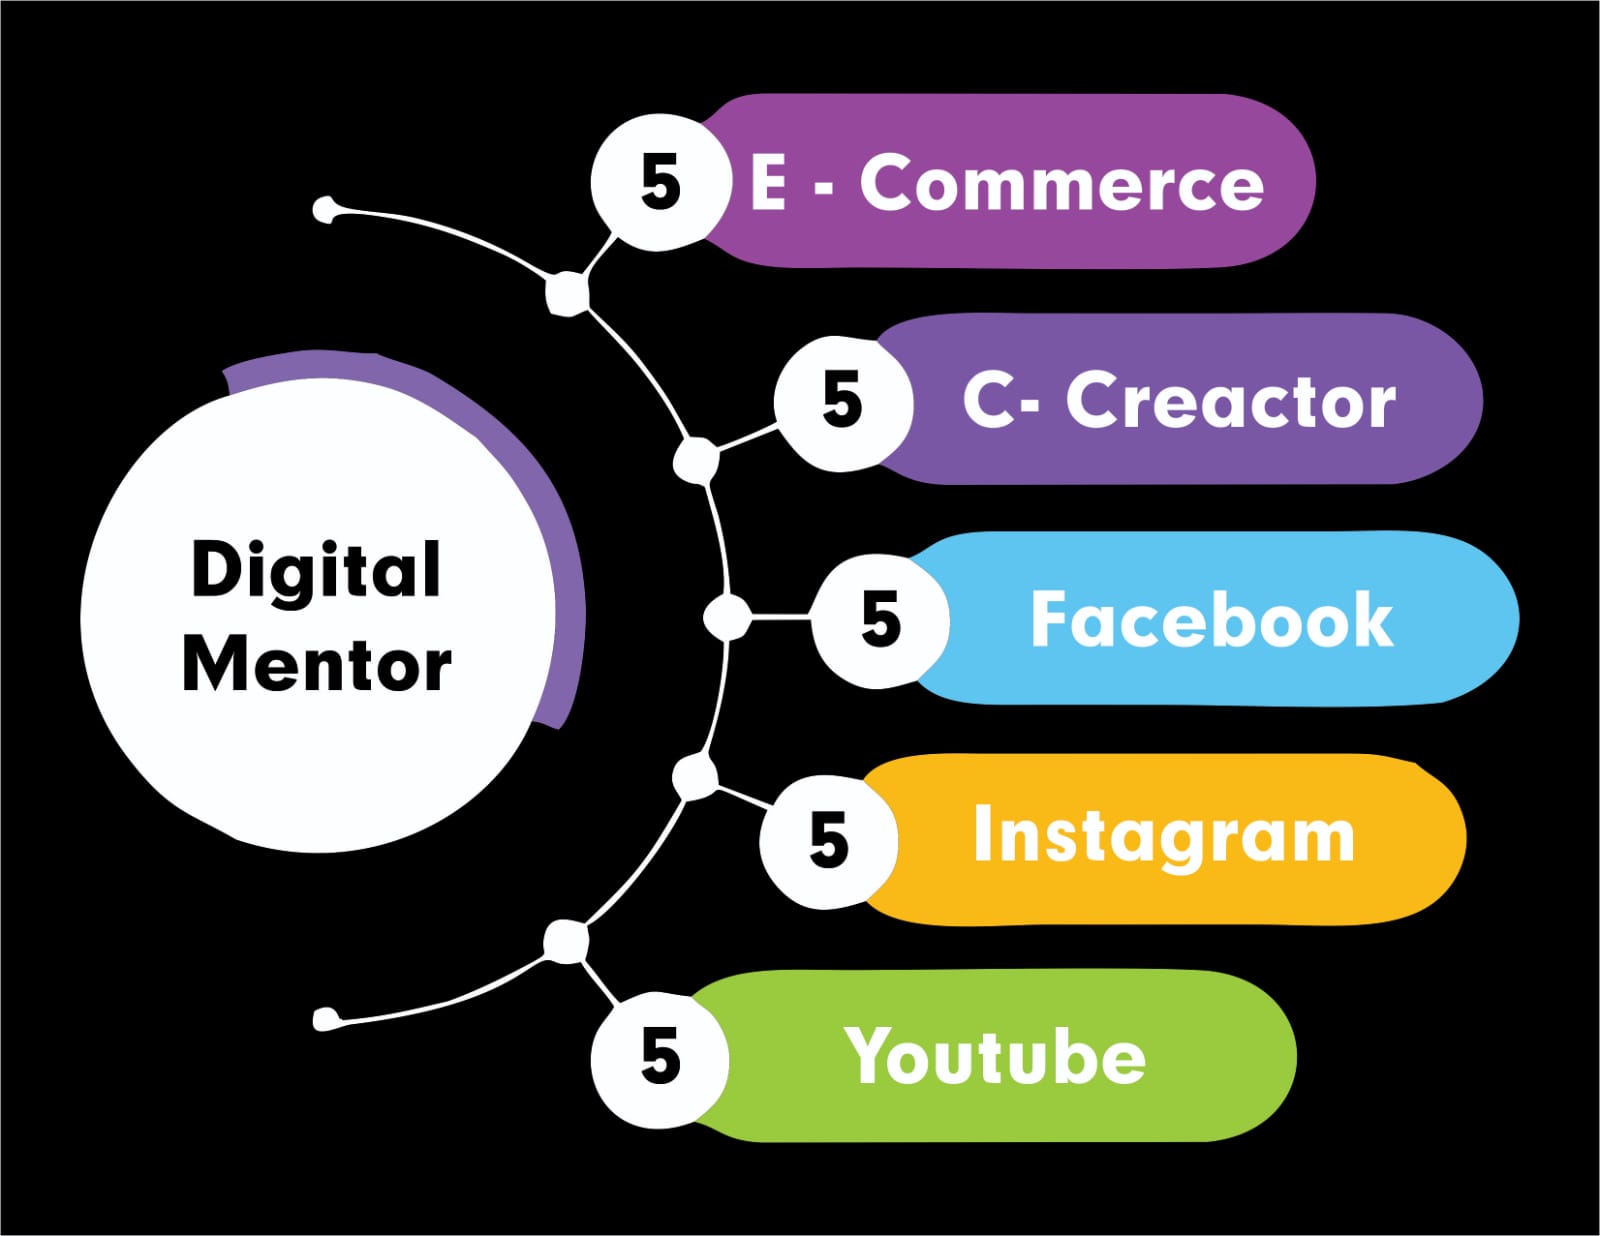 5 E - Commerce
5 C- Creactor
Digital
Mentor
5 Facebook
5 Instagram
5 Youtube